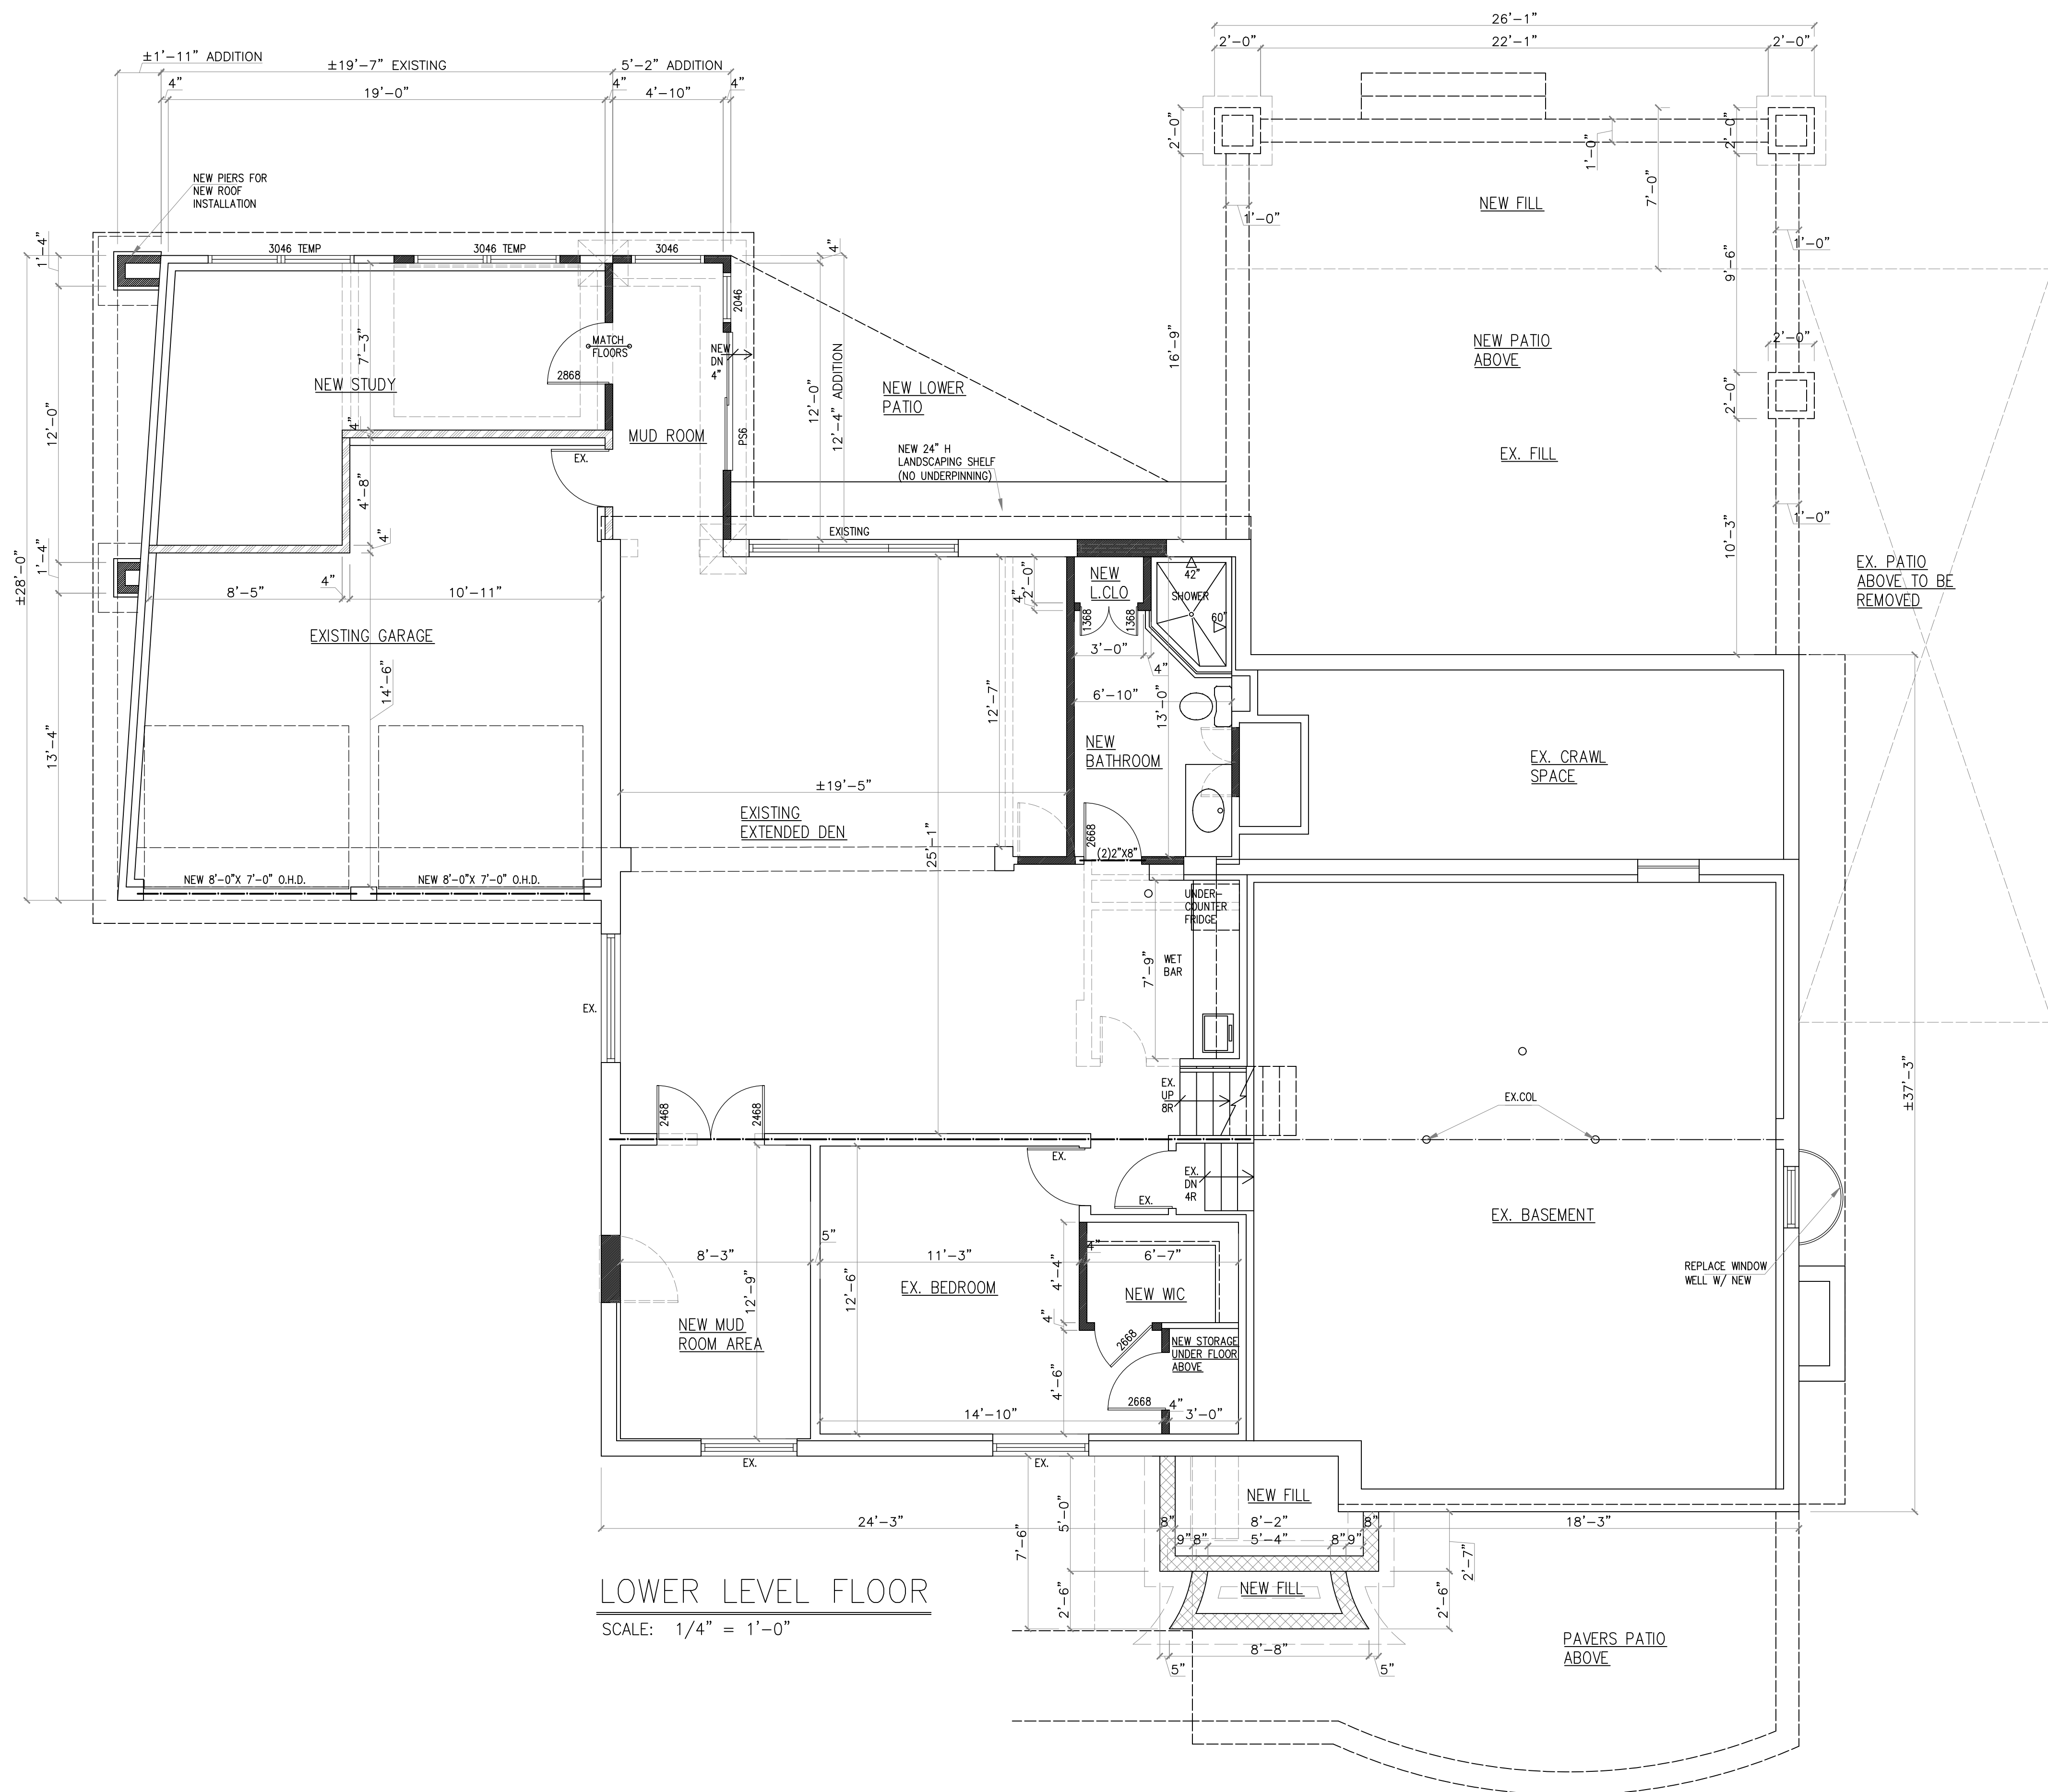 26'-1"
2'-0"
22'-1"
2'-0"
±1'-11" ADDITION
±19'-7" EXISTING
5'-2" ADDITION
4"
19'-0"
4'-10"
4"
NEW PIERS FOR
NEW ROOF
INSTALLATION
2'-0"
1'-0"
7'-0"
2'-0"
NEW FILL
1'-0"
1'-0"
1'-4"
3046 TEMP
3046 TEMP
3046
4"
2046
9'-6"
MATCH
FLOORS
NEW
DN
4"
7'-3"
2868
NEW STUDY
12'-0"
12'-4" ADDITION
16'-9"
NEW PATIO
ABOVE
2'-0"
2'-0"
NEW LOWER
PATIO
12'-0"
4"
MUD ROOM
PS6
EX.
NEW 24" H
LANDSCAPING SHELF
(NO UNDERPINNING)
EX. FILL
4'-8"
4"
1'-0"
10'-3"
EXISTING
±28'-0"
1'-4"
8'-5"
4"
10'-11"
EX. PATIO
ABOVE TO BE
REMOVED
NEW
L.CLO
2'-0"
4"
42"
SHOWER
60"
1368
1368
3'-0"
4"
EXISTING GARAGE
14'-6"
12'-7"
6'-10"
13'-0"
13'-4"
NEW
BATHROOM
EX. CRAWL
SPACE
±19'-5"
EXISTING
EXTENDED DEN
25'-1"
2668
(2)2"X8"
NEW 8'-0"X 7'-0" O.H.D.
NEW 8'-0"X 7'-0" O.H.D.
UNDER-
COUNTER
FRIDGE
7'-9"
WET
BAR
EX.
EX.
UP
8R
2468
2468
EX.COL
±37'-3"
EX.
EX.
DN
4R
EX.
EX. BASEMENT
5"
8'-3"
11'-3"
4"
6'-7"
4'-4"
REPLACE WINDOW
WELL W/ NEW
12'-9"
12'-6"
EX. BEDROOM
NEW WIC
4"
NEW MUD
ROOM AREA
2668
NEW STORAGE
UNDER FLOOR
ABOVE
4'-6"
2668
4"
14'-10"
3'-0"
EX.
EX.
NEW FILL
24'-3"
5'-0"
8"
8'-2"
8"
18'-3"
7'-6"
9"
8"
5'-4"
8"
9"
2'-7"
LOWER LEVEL FLOOR
SCALE: 1/4" = 1'-0"
NEW FILL
2'-6"
2'-6"
8'-8"
5"
5"
PAVERS PATIO
ABOVE